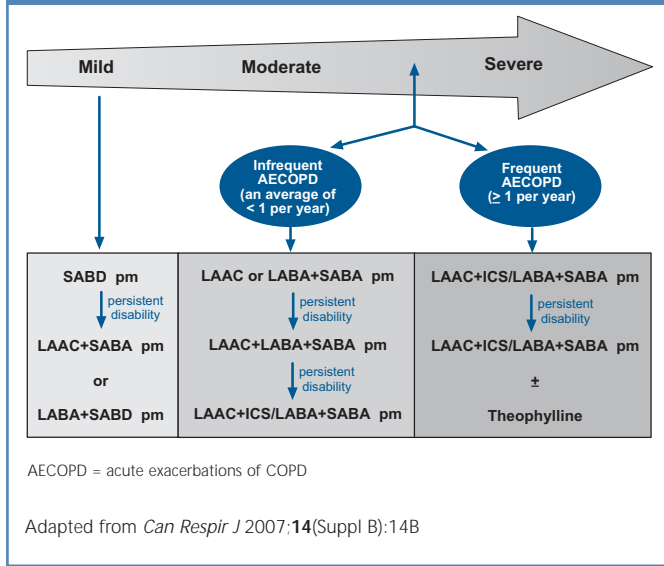 Mild Moderate Severe
Infrequent
AECOPD
(an average of
< 1 per year)
Frequent
AECOPD
(≥ 1 per year)
SABD pm
persistent
disability
LAAC+SABA pm
or
LABA+SABD pm
LAAC or LABA+SABA pm
persistent
disability
LAAC+LABA+SABA pm
persistent
disability
LAAC+ICS/LABA+SABA pm
LAAC+ICS/LABA+SABA pm
persistent
disability
LAAC+ICS/LABA+SABA pm
±
Theophylline
AECOPD = acute exacerbations of COPD
Adapted from Can Respir J 2007;14(Suppl B):14B